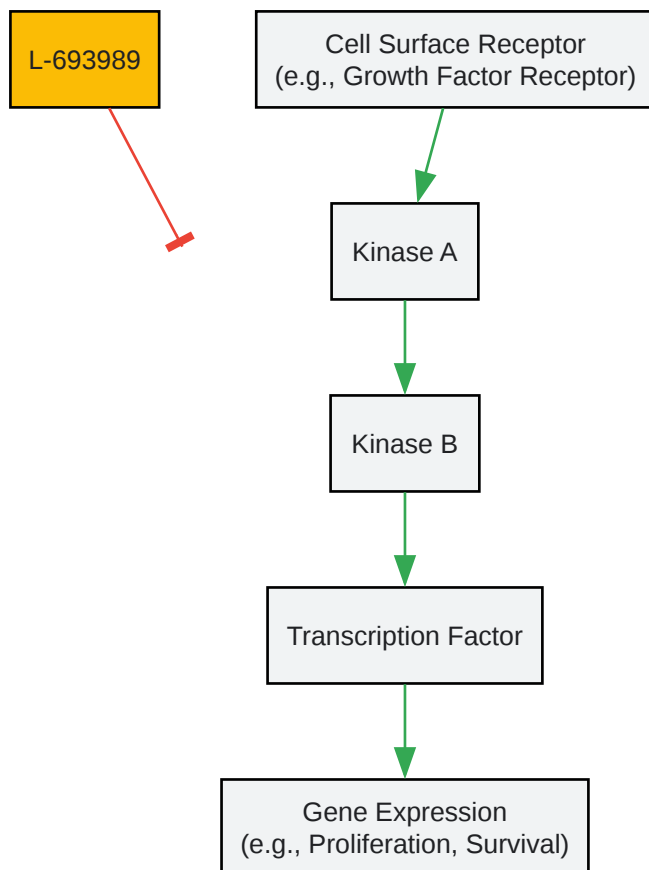 L-693989
Cell Surface Receptor
(e.g., Growth Factor Receptor)
Kinase A
Kinase B
Transcription Factor
Gene Expression
(e.g., Proliferation, Survival)